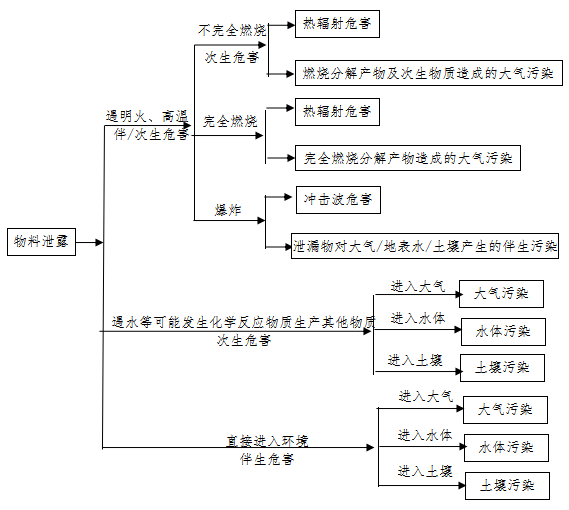 不完全燃烧
热辐射危害
次生危害
燃烧分解产物及次生物质造成的大气污染
遇明火、高温
伴/次生危害
完全燃烧
热辐射危害
完全燃烧分解产物造成的大气污染
爆炸
冲击波危害
物料泄露
泄漏物对大气/地表水/土壤产生的伴生污染
进入大气
大气污染
遇水等可能发生化学反应物质生产其他物质
次生危害
进入水体
水体污染
进入土壤
土壤污染
进入大气
大气污染
直接进入环境
伴生危害
进入水体
水体污染
进入土壤
土壤污染